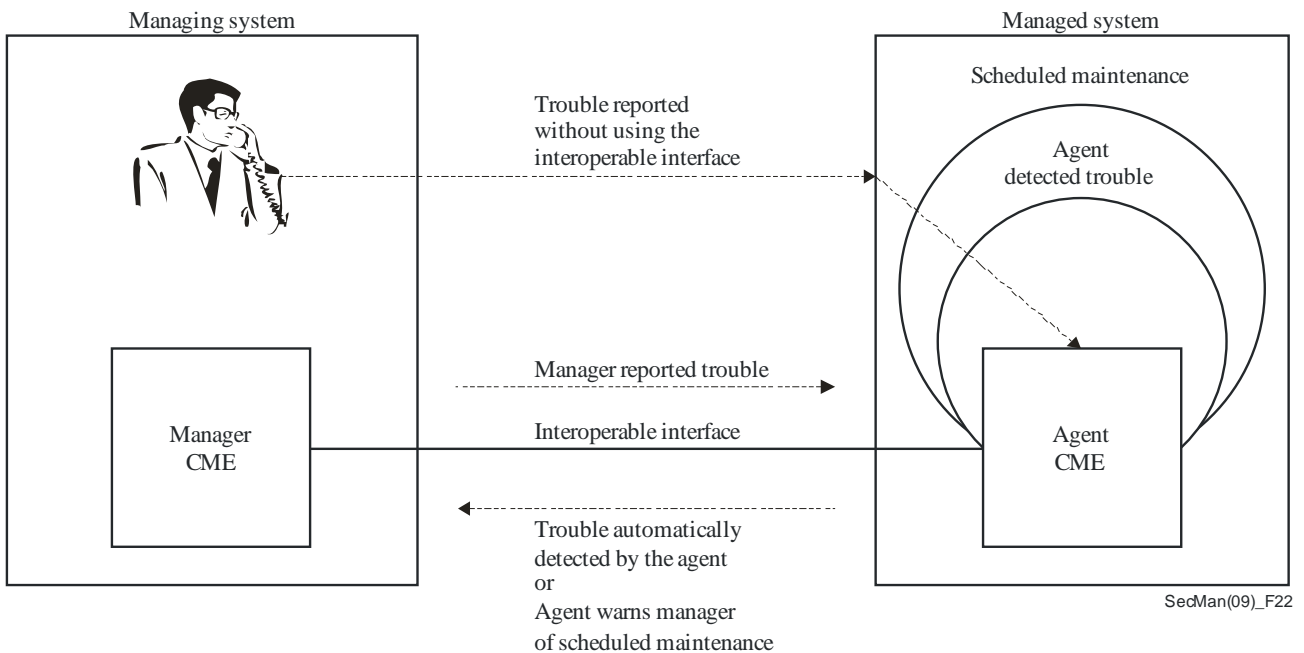 Managing system
Managed system
Scheduled maintenance
Trouble reported
without using the
interoperable interface
Agent
detected trouble
Manager reported trouble
Interoperable interface
Manager
CME
Agent
CME
Trouble automatically
detected by the agent
or
Agent warns manager
of scheduled maintenance
SecMan(09)_F22